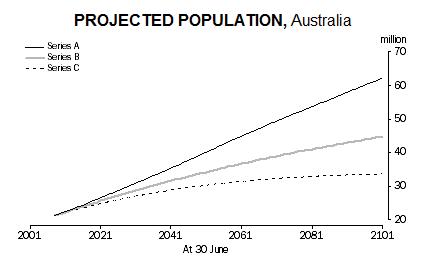 PROJECTED POPULATION, Australia
million
Series A
Series B
Series C
70
60
50
40
30
20
2001 2021 2041 2061 2081 2101
At 30 June